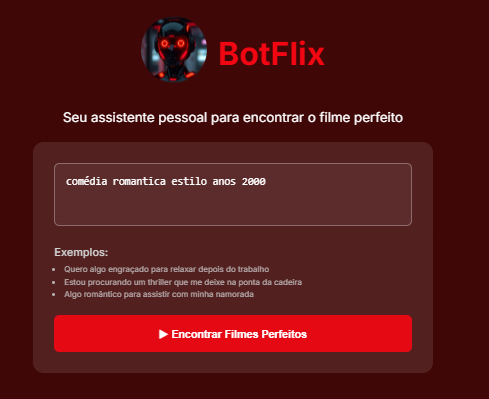 BotFlix
Seu assistente pessoal para encontrar o filme perfeito
comédia romantica estilo anos 2000
Exemplos:
• Quero algo engraçado para relaxar depois do trabalho
• Estou procurando um thriller que me deixe na ponta da cadeira
• Algo romântico para assistir com minha namorada
▶ Encontrar Filmes Perfeitos